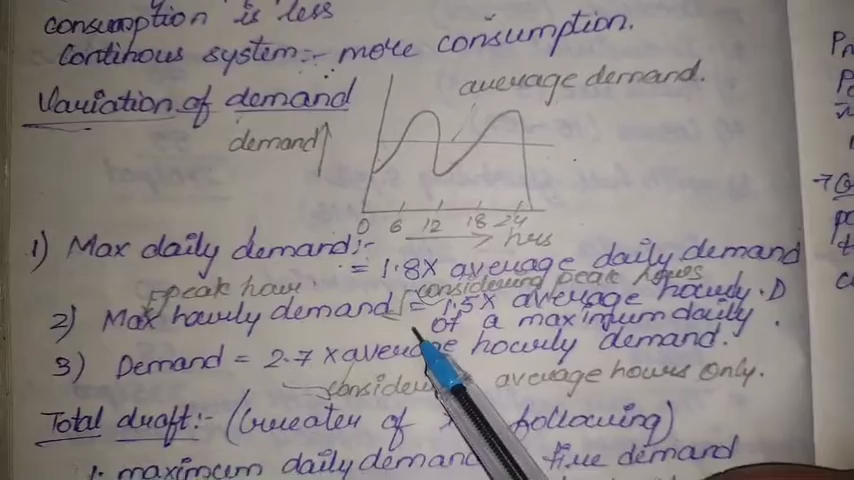 consumption is less
Continous system:- more consumption.
Variation of demand
average demand.
demand
0 6 12 18 24
hrs
1) Max daily demand:-
= 1.8 x average daily demand
peak hour
considering peak hours
2) Max hourly demand = 1.5 x average hourly. D
of a maximum daily
3) Demand = 2.7 x average hourly demand.
average hours only.
Total draft:- (Greater of following)
1. maximum daily demand fire demand